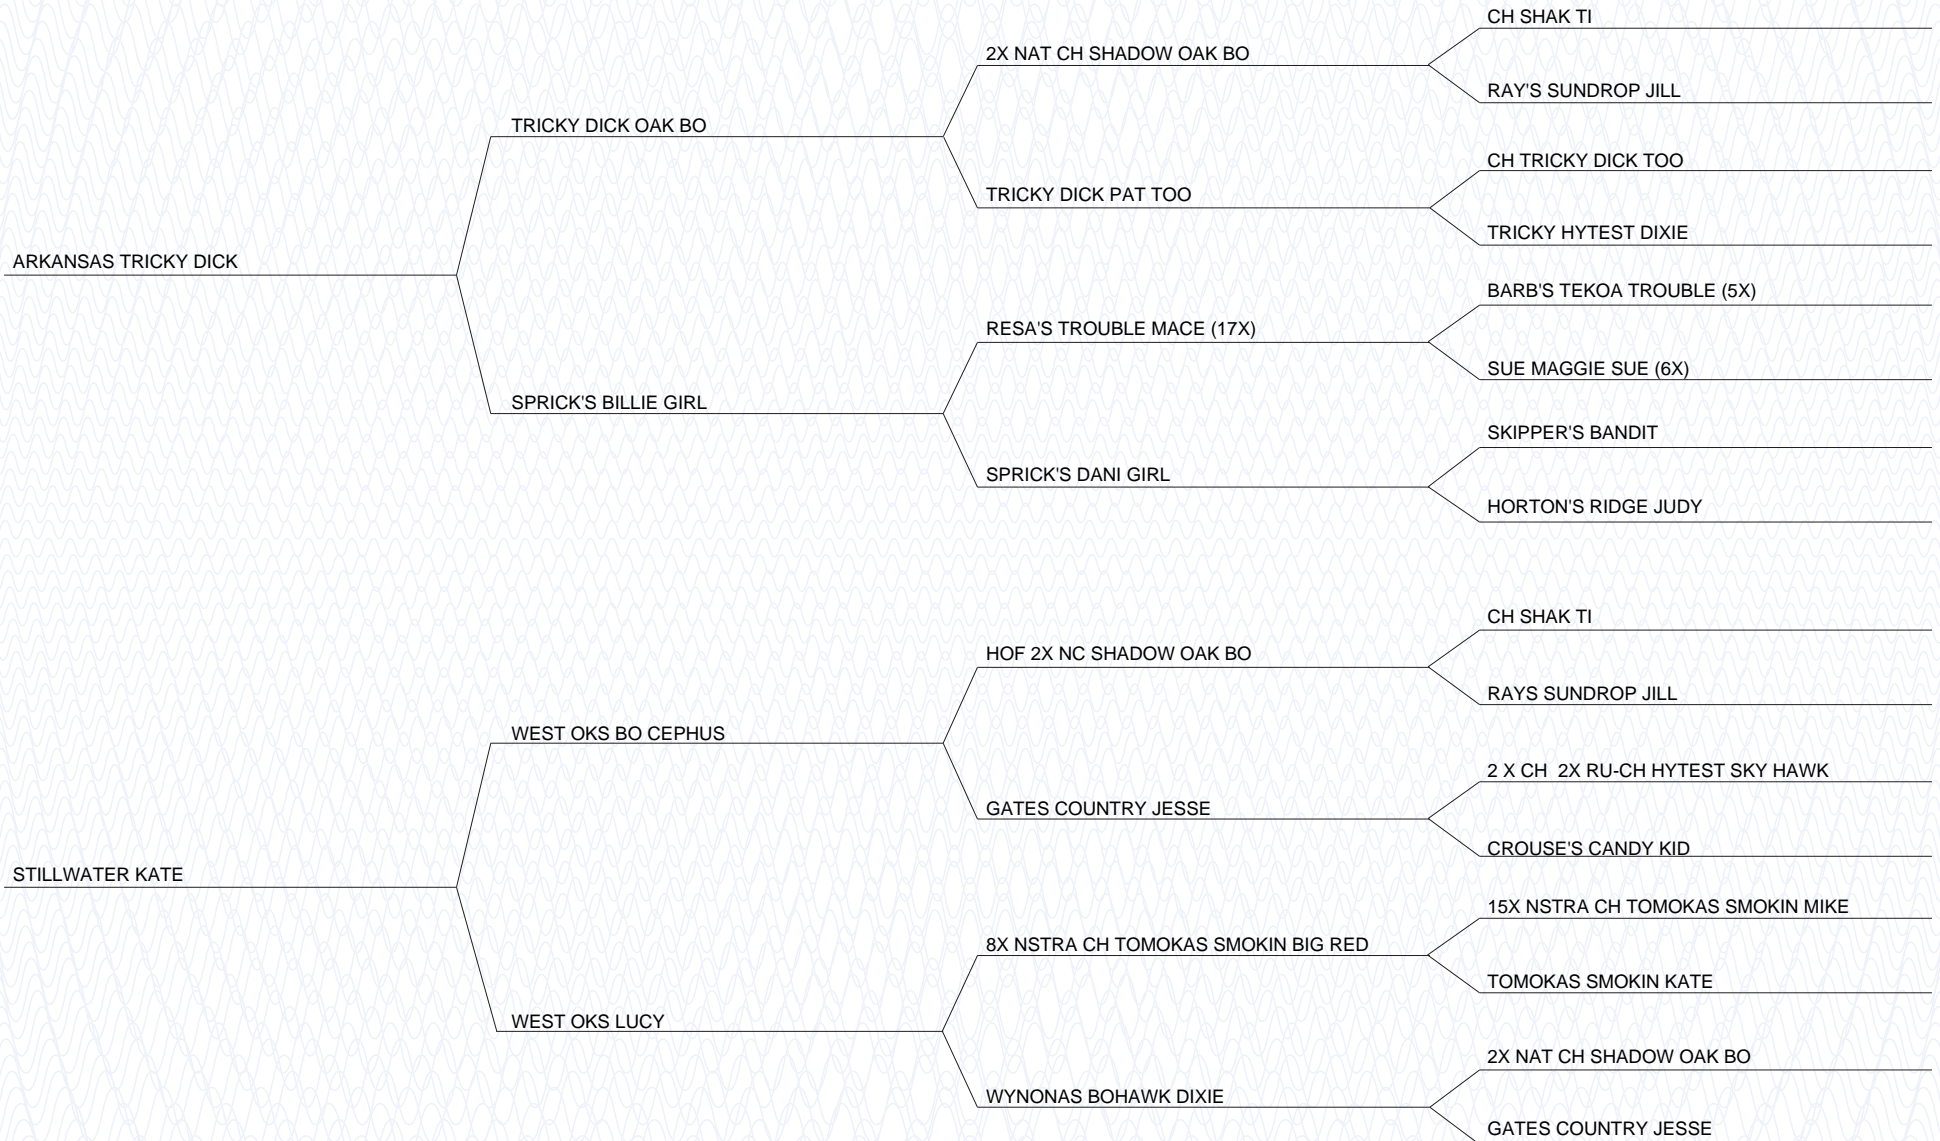 CH SHAK TI
2X NAT CH SHADOW OAK BO
RAY'S SUNDROP JILL
TRICKY DICK OAK BO
CH TRICKY DICK TOO
TRICKY DICK PAT TOO
TRICKY HYTEST DIXIE
ARKANSAS TRICKY DICK
BARB'S TEKOA TROUBLE (5X)
RESA'S TROUBLE MACE (17X)
SUE MAGGIE SUE (6X)
SPRICK'S BILLIE GIRL
SKIPPER'S BANDIT
SPRICK'S DANI GIRL
HORTON'S RIDGE JUDY
CH SHAK TI
HOF 2X NC SHADOW OAK BO
RAYS SUNDROP JILL
WEST OKS BO CEPHUS
2 X CH  2X RU-CH HYTEST SKY HAWK
GATES COUNTRY JESSE
CROUSE'S CANDY KID
STILLWATER KATE
15X NSTRA CH TOMOKAS SMOKIN MIKE
8X NSTRA CH TOMOKAS SMOKIN BIG RED
TOMOKAS SMOKIN KATE
WEST OKS LUCY
2X NAT CH SHADOW OAK BO
WYNONAS BOHAWK DIXIE
GATES COUNTRY JESSE